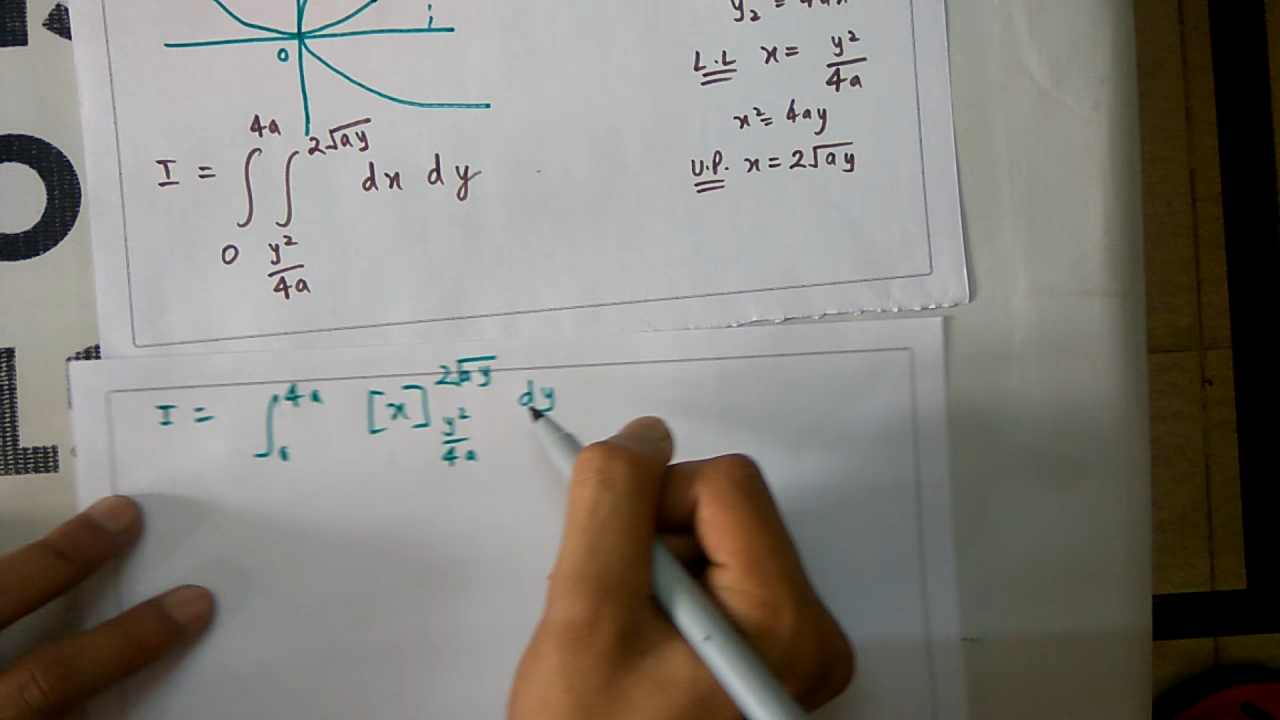 y₂ = 4ax
L.L x = y²/4a
x² = 4ay
U.P. x = 2√ay
0
I = ∫₀^4a ∫_{y²/4a}^{2√ay} dx dy
I = ∫₀^4a [x]_{y²/4a}^{2√ay} dy